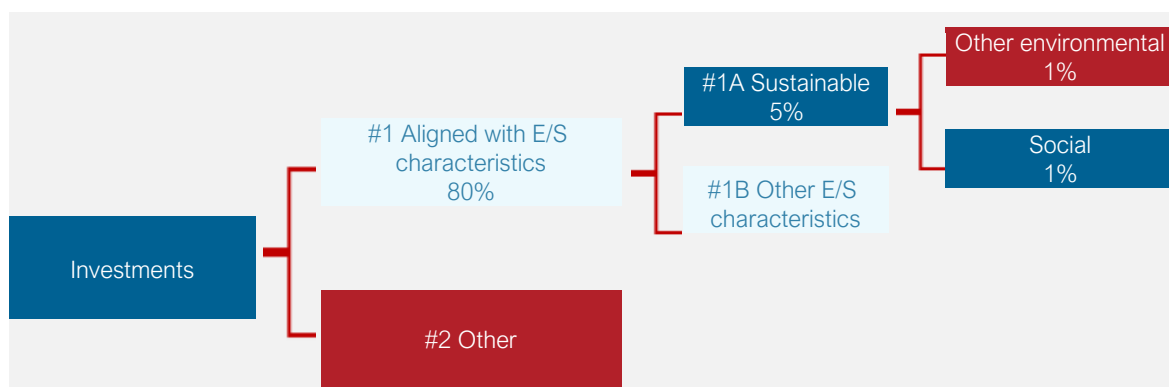 Investments
#1 Aligned with E/S
characteristics
80%
#2 Other
#1A Sustainable
5%
#1B Other E/S
characteristics
Other environmental
1%
Social
1%